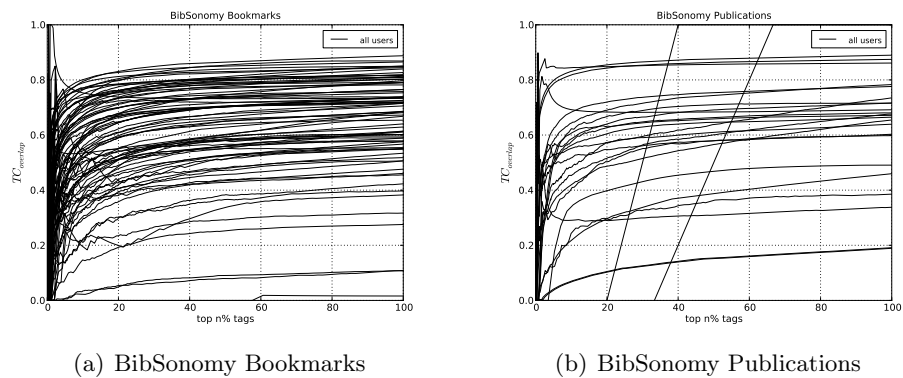 BibSonomy Bookmarks
BibSonomy Publications
1.0
0.8
0.6
0.4
0.2
0.0
TCoverlap
all users
0 20 40 60 80 100
top n% tags
1.0
0.8
0.6
0.4
0.2
0.0
TCoverlap
all users
0 20 40 60 80 100
top n% tags
(a) BibSonomy Bookmarks
(b) BibSonomy Publications